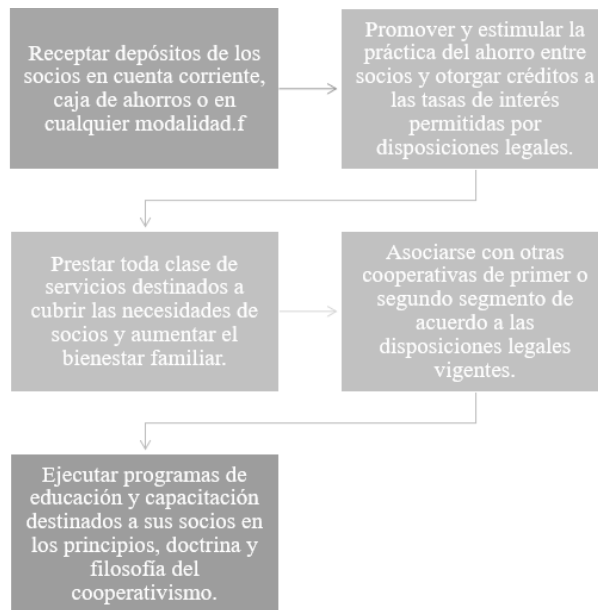 Receptar depósitos de los
socios en cuenta corriente,
caja de ahorros o en
cualquier modalidad.f
Promover y estimular la
práctica del ahorro entre
socios y otorgar créditos a
las tasas de interés
permitidas por
disposiciones legales.
Prestar toda clase de
servicios destinados a
cubrir las necesidades de
socios y aumentar el
bienestar familiar.
Asociarse con otras
cooperativas de primer o
segundo segmento de
acuerdo a las
disposiciones legales
vigentes.
Ejecutar programas de
educación y capacitación
destinados a sus socios en
los principios, doctrina y
filosofía del
cooperativismo.